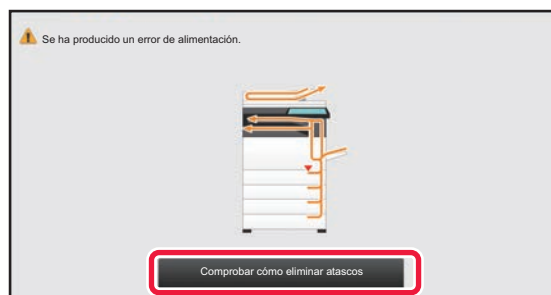 Se ha producido un error de alimentación.
Comprobar cómo eliminar atascos